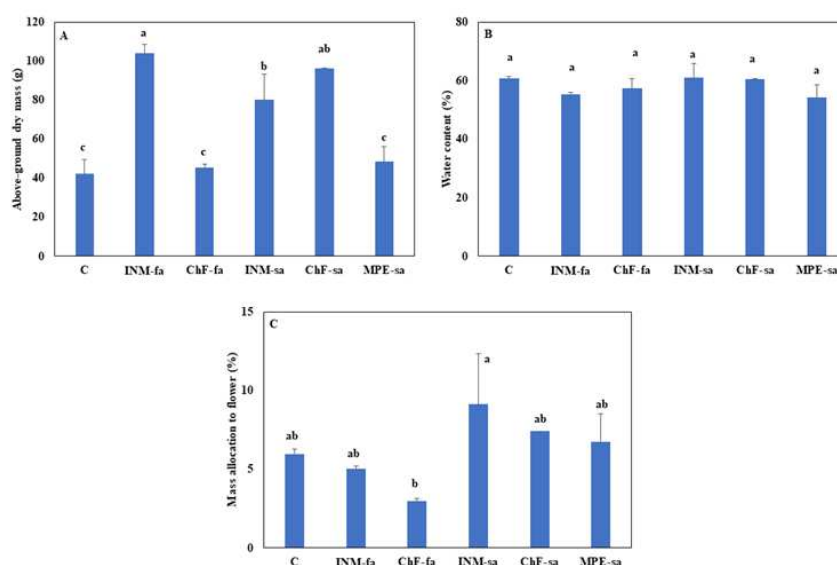 A
Above-ground dry mass (g)
120
100
80
60
40
20
0
c
a
c
b
ab
c
C INM-fa ChF-fa INM-sa ChF-sa MPE-sa
B
Water content (%)
80
60
40
20
0
a
a
a
a
a
a
C INM-fa ChF-fa INM-sa ChF-sa MPE-sa
C
Mass allocation to flower (%)
15
10
5
0
ab
ab
b
a
ab
ab
C INM-fa ChF-fa INM-sa ChF-sa MPE-sa